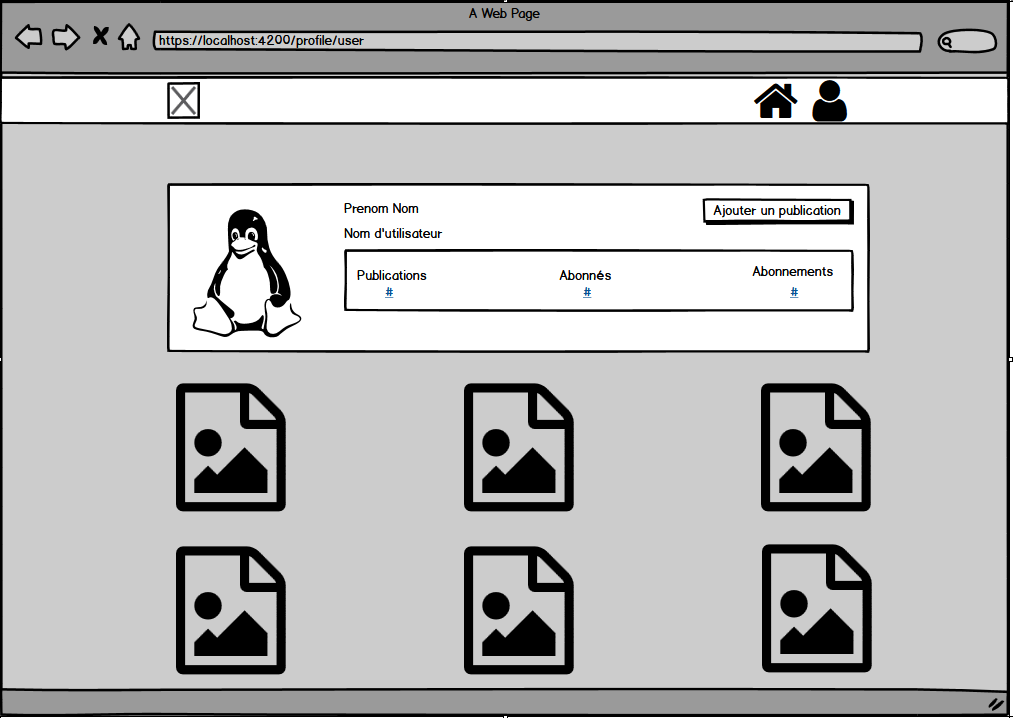 A Web Page
https://localhost:4200/profile/user
Prenom Nom
Ajouter un publication
Nom d'utilisateur
Publications
Abonnés
Abonnements
#
#
#